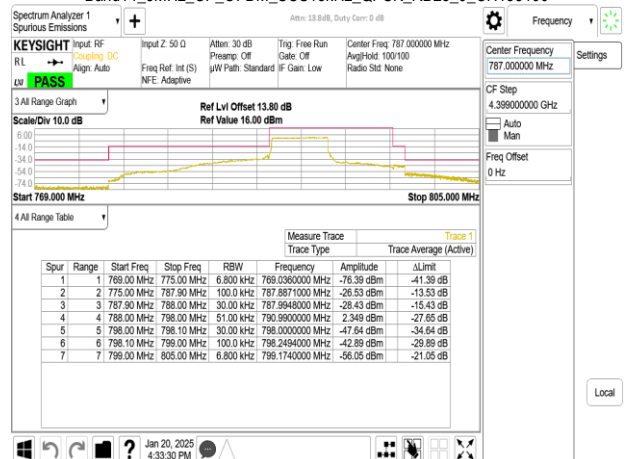 Spectrum Analyzer 1
Spurious Emissions
+
Attn: 13.8dB, Duty Corr: 0 dB
Frequency
KEYSIGHT Input: RF Input Z: 50 Ω Atten: 30 dB Trig: Free Run Center Freq: 787.000000 MHz
RL Coupling: DC Preamp: Off Gate: Off Avg|Hold: 100/100
Align: Auto Freq Ref: Int (S) µW Path: Standard IF Gain: Low Radio Std: None
NFE: Adaptive
PASS
Center Frequency
787.000000 MHz
Settings
CF Step
4.399000000 GHz
Auto
Man
Freq Offset
0 Hz
3 All Range Graph
Ref Lvl Offset 13.80 dB
Scale/Div 10.0 dB Ref Value 16.00 dBm
6.00
-14.0
-34.0
-54.0
-74.0
Start 769.000 MHz Stop 805.000 MHz
4 All Range Table
Measure Trace Trace 1
Trace Type Trace Average (Active)
Spur Range Start Freq Stop Freq RBW Frequency Amplitude ΔLimit
1 1 769.00 MHz 775.00 MHz 6.800 kHz 769.0360000 MHz -76.39 dBm -41.39 dB
2 2 775.00 MHz 787.90 MHz 100.0 kHz 787.8871000 MHz -26.53 dBm -13.53 dB
3 3 787.90 MHz 788.00 MHz 30.00 kHz 787.9948000 MHz -28.43 dBm -15.43 dB
4 4 788.00 MHz 798.00 MHz 51.00 kHz 790.9900000 MHz 2.349 dBm -27.65 dB
5 5 798.00 MHz 798.10 MHz 30.00 kHz 798.0000000 MHz -47.64 dBm -34.64 dB
6 6 798.10 MHz 799.00 MHz 100.0 kHz 798.2494000 MHz -42.89 dBm -29.89 dB
7 7 799.00 MHz 805.00 MHz 6.800 kHz 799.1740000 MHz -56.05 dBm -21.05 dB
Local
?
Jan 20, 2025
4:33:30 PM